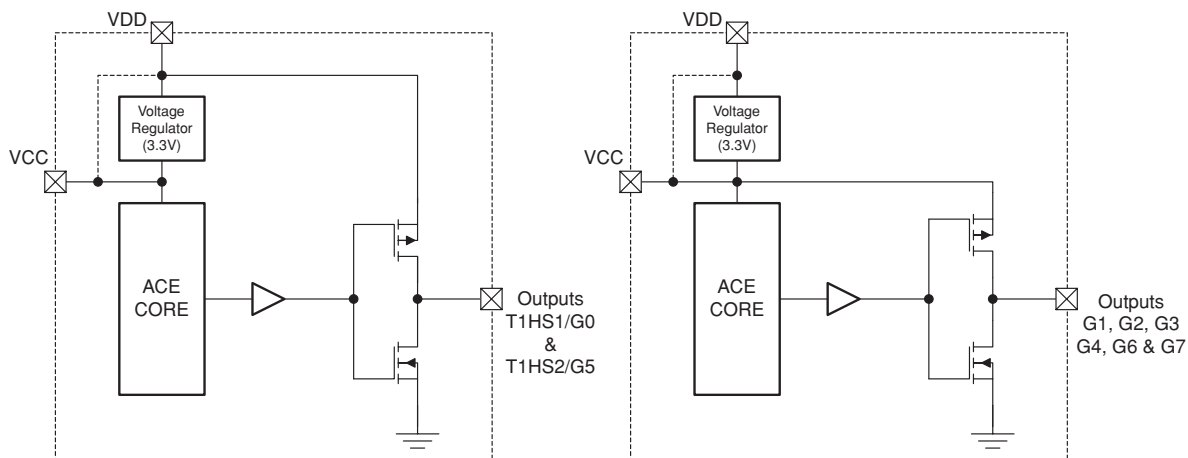 VDD
Voltage
Regulator
(3.3V)
VCC
ACE
CORE
Outputs
T1HS1/G0
&
T1HS2/G5
VDD
Voltage
Regulator
(3.3V)
VCC
ACE
CORE
Outputs
G1, G2, G3
G4, G6 & G7